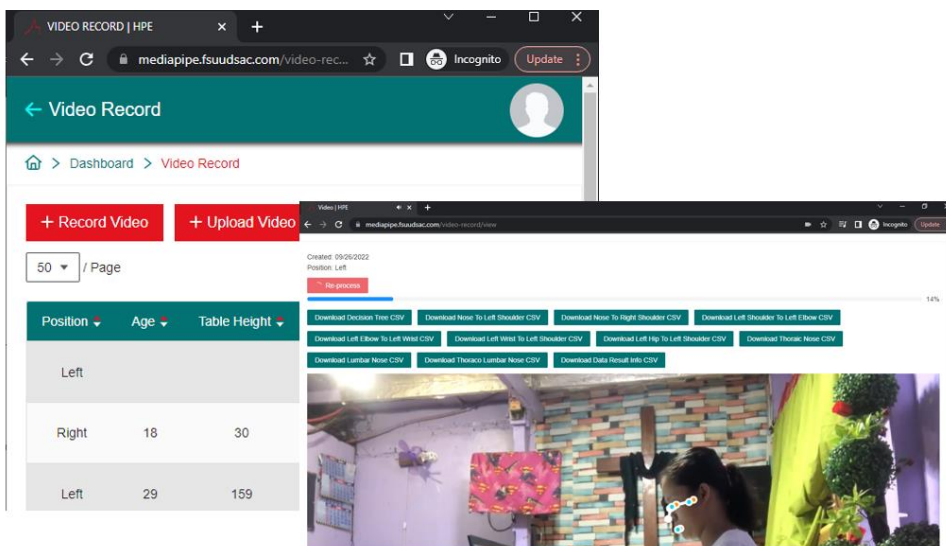 VIDEO RECORD | HPE
mediapipe.fsuudsac.com/video-rec...
Incognito
Update
Video Record
Dashboard > Video Record
+ Record Video
+ Upload Video
50
/ Page
Position
Age
Table Height
Left
Right 18 30
Left 29 159
Video | HPE
mediapipe.fsuudsac.com/video-record/view
Incognito
Update
Created: 09/26/2022
Position: Left
Re-process
14%
Download Decision Tree CSV
Download Nose To Left Shoulder CSV
Download Nose To Right Shoulder CSV
Download Left Shoulder To Left Elbow CSV
Download Left Elbow To Left Wrist CSV
Download Left Wrist To Left Shoulder CSV
Download Left Hip To Left Shoulder CSV
Download Thoraic Nose CSV
Download Lumbar Nose CSV
Download Thoraco Lumbar Nose CSV
Download Data Result Info CSV